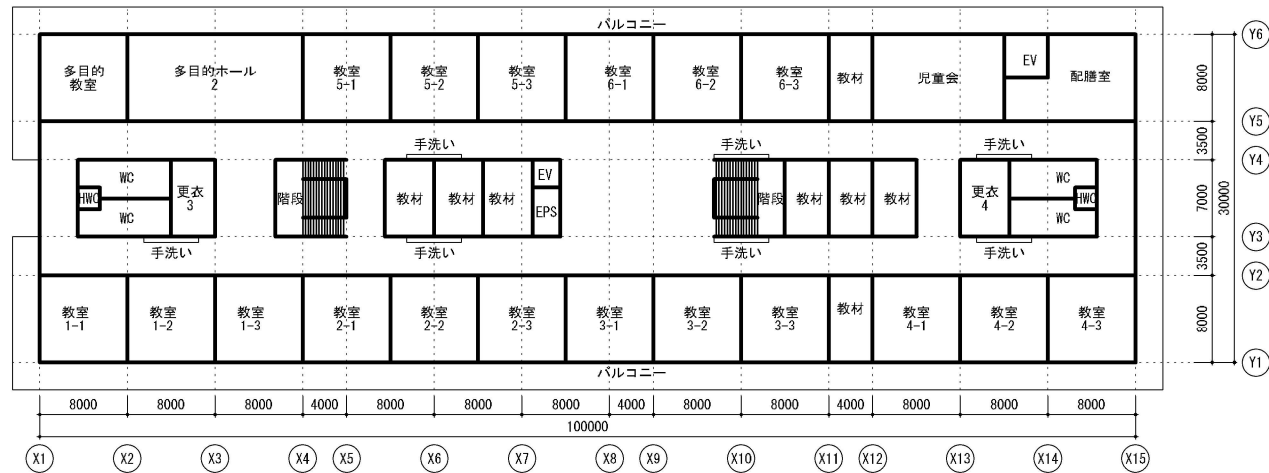 バルコニー
Y6
多目的
教室
多目的ホール
2
教室
5-1
教室
5-2
教室
5-3
教室
6-1
教室
6-2
教室
6-3
教材
児童会
EV
配膳室
8000
Y5
手洗い
手洗い
手洗い
3500
Y4
WC
HWC
WC
更衣
3
階段
教材
教材
教材
EV
EPS
階段
教材
教材
教材
更衣
4
WC
HWC
WC
7000
30000
Y3
手洗い
手洗い
手洗い
手洗い
3500
Y2
教室
1-1
教室
1-2
教室
1-3
教室
2-1
教室
2-2
教室
2-3
教室
3-1
教室
3-2
教室
3-3
教材
教室
4-1
教室
4-2
教室
4-3
8000
Y1
バルコニー
8000 8000 8000 4000 8000 8000 8000 4000 8000 8000 4000 8000 8000 8000
100000
X1 X2 X3 X4 X5 X6 X7 X8 X9 X10 X11 X12 X13 X14 X15